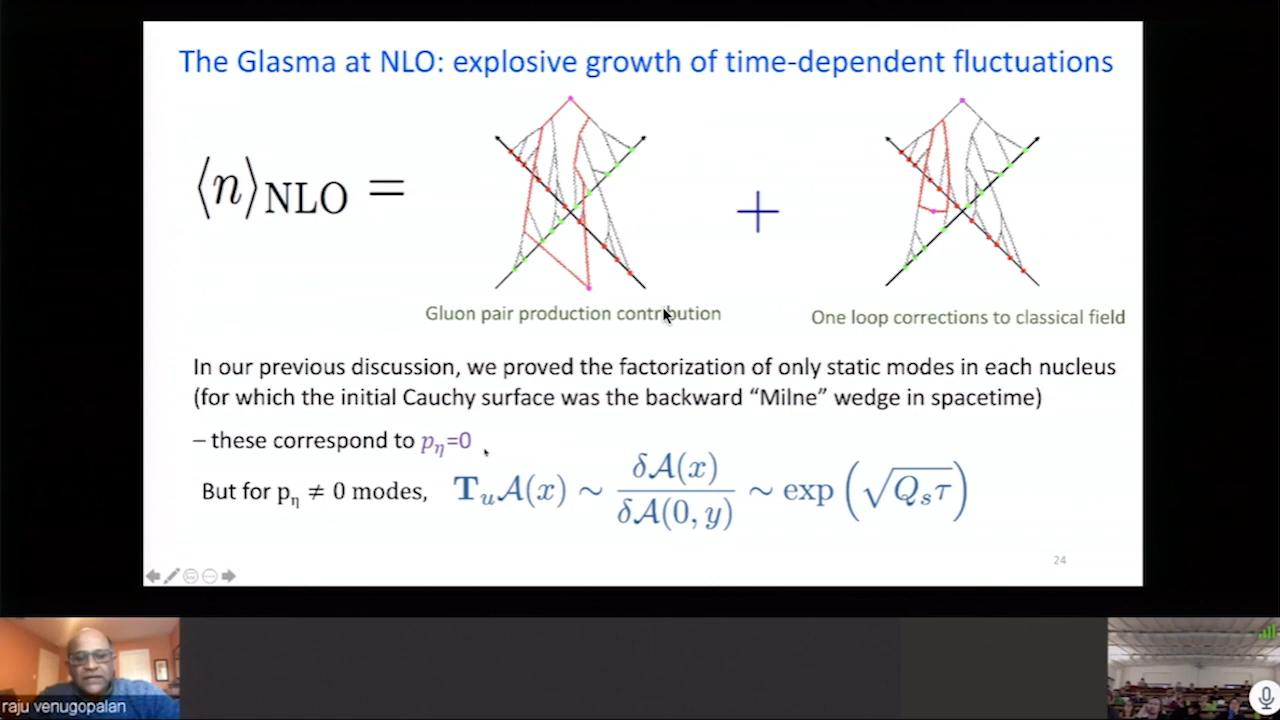 The Glasma at NLO: explosive growth of time-dependent fluctuations
⟨n⟩NLO =
+
Gluon pair production contribution
One loop corrections to classical field
In our previous discussion, we proved the factorization of only static modes in each nucleus
(for which the initial Cauchy surface was the backward “Milne” wedge in spacetime)
– these correspond to pη=0
But for pη ≠ 0 modes, TuA(x) ∼ δA(x) / δA(0, y) ∼ exp (√Qsτ)
24
raju venugopalan